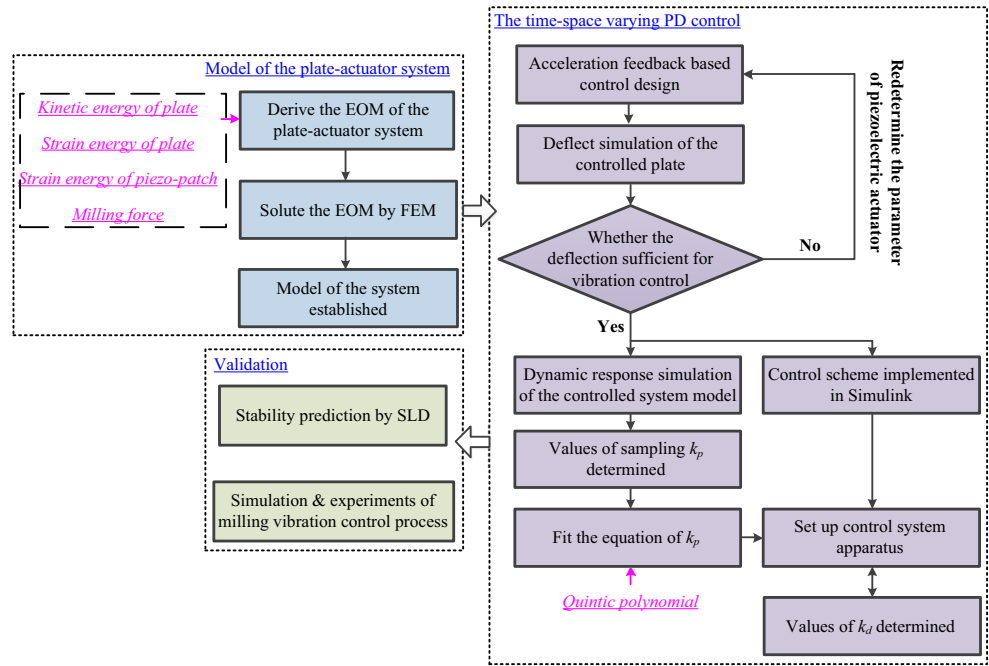 Model of the plate-actuator system
Kinetic energy of plate
Strain energy of plate
Strain energy of piezo-patch
Milling force
Derive the EOM of the
plate-actuator system
Solute the EOM by FEM
Model of the system
established
The time-space varying PD control
Acceleration feedback based
control design
Deflect simulation of the
controlled plate
Whether the
deflection sufficient for
vibration control
No
Redetermine the parameter
of piezoelectric actuator
Yes
Dynamic response simulation
of the controlled system model
Values of sampling kp
determined
Fit the equation of kp
Quintic polynomial
Control scheme implemented
in Simulink
Set up control system
apparatus
Values of kd determined
Validation
Stability prediction by SLD
Simulation & experiments of
milling vibration control process